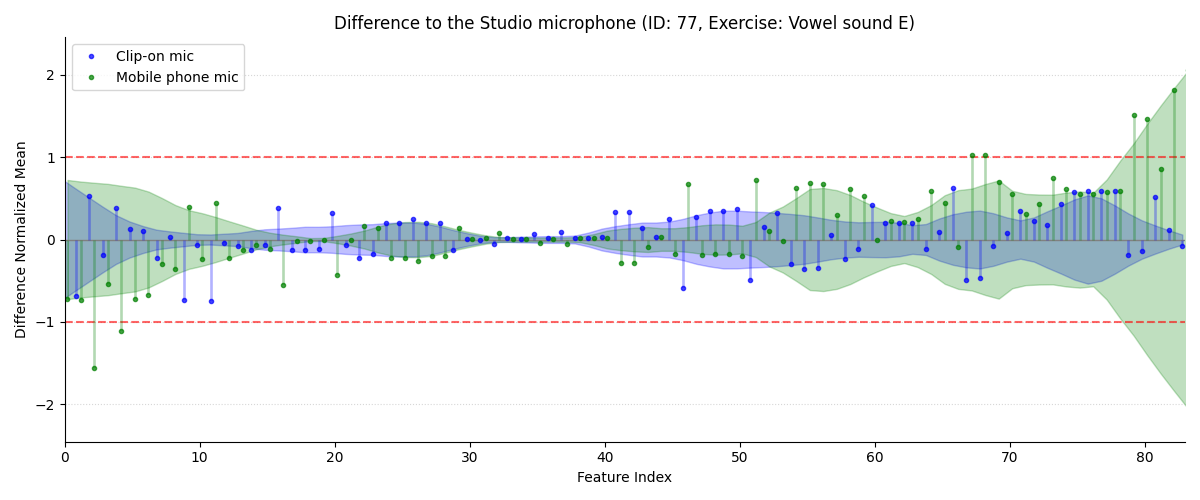 Difference to the Studio microphone (ID: 77, Exercise: Vowel sound E)
Clip-on mic
Mobile phone mic
Difference Normalized Mean
2
1
0
−1
−2
0 10 20 30 40 50 60 70 80
Feature Index